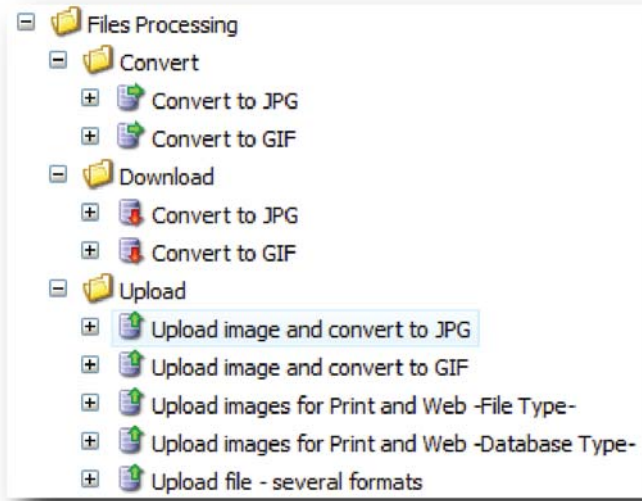 Files Processing
Convert
Convert to JPG
Convert to GIF
Download
Convert to JPG
Convert to GIF
Upload
Upload image and convert to JPG
Upload image and convert to GIF
Upload images for Print and Web -File Type-
Upload images for Print and Web -Database Type-
Upload file - several formats